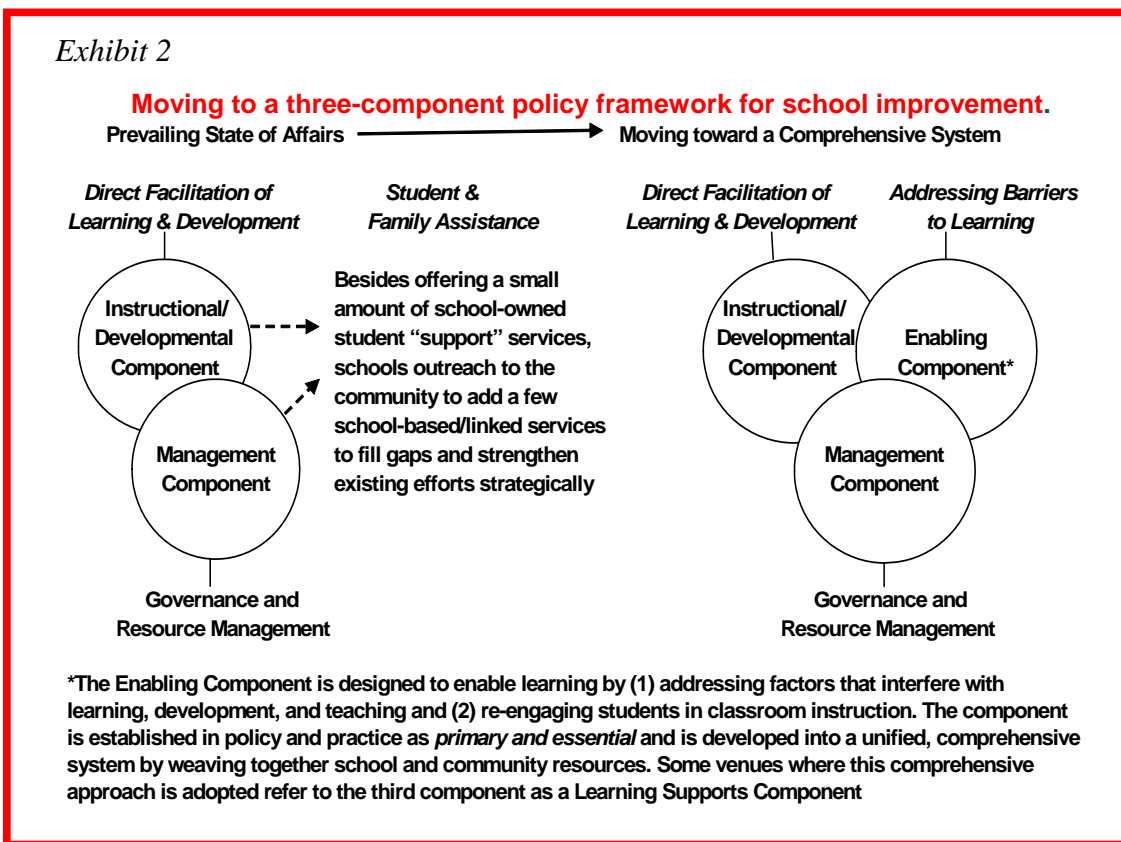 Exhibit 2
Moving to a three-component policy framework for school improvement.
Prevailing State of Affairs
Moving toward a Comprehensive System
Direct Facilitation of
Learning & Development
Student &
Family Assistance
Direct Facilitation of
Learning & Development
Addressing Barriers
to Learning
Instructional/
Developmental
Component
Management
Component
Besides offering a small
amount of school-owned
student “support” services,
schools outreach to the
community to add a few
school-based/linked services
to fill gaps and strengthen
existing efforts strategically
Instructional/
Developmental
Component
Enabling
Component*
Management
Component
Governance and
Resource Management
Governance and
Resource Management
*The Enabling Component is designed to enable learning by (1) addressing factors that interfere with
learning, development, and teaching and (2) re-engaging students in classroom instruction. The component
is established in policy and practice as primary and essential and is developed into a unified, comprehensive
system by weaving together school and community resources. Some venues where this comprehensive
approach is adopted refer to the third component as a Learning Supports Component